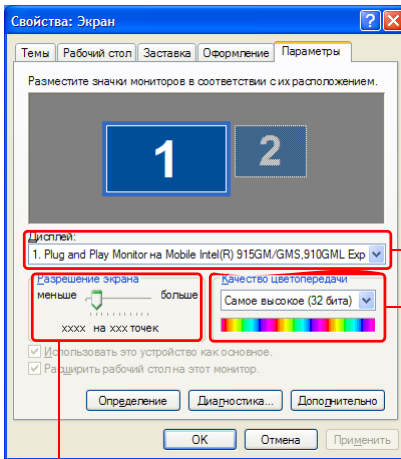 Свойства: Экран
Темы Рабочий стол Заставка Оформление Параметры
Разместите значки мониторов в соответствии с их расположением.
1 2
Дисплей:
1. Plug and Play Monitor на Mobile Intel(R) 915GM/GMS,910GML Exp
Разрешение экрана Качество цветопередачи
меньше больше Самое высокое (32 бита)
xxxx на xxx точек
Использовать это устройство как основное.
Расширить рабочий стол на этот монитор.
Определение Диагностика... Дополнительно
OK Отмена Применить